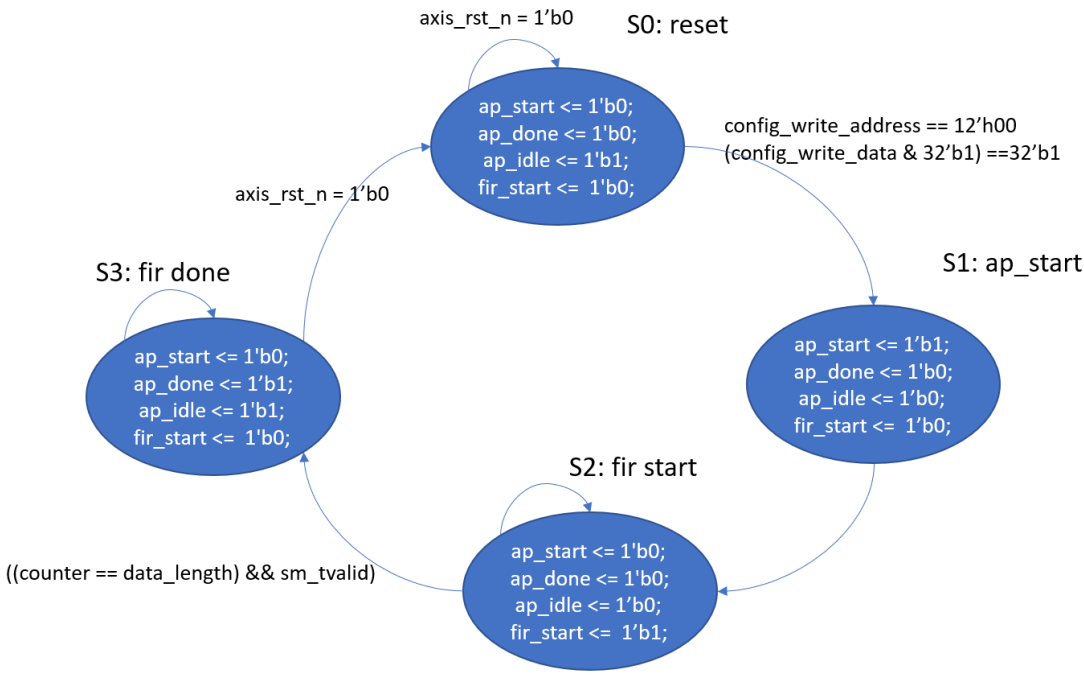 axis_rst_n = 1’b0
S0: reset
ap_start <= 1'b0;
ap_done <= 1'b0;
ap_idle <= 1'b1;
fir_start <=  1'b0;
config_write_address == 12’h00
(config_write_data & 32’b1) ==32’b1
axis_rst_n = 1’b0
S1: ap_start
ap_start <= 1’b1;
ap_done <= 1'b0;
ap_idle <= 1’b0;
fir_start <=  1’b0;
S3: fir done
ap_start <= 1'b0;
ap_done <= 1’b1;
ap_idle <= 1'b1;
fir_start <=  1'b0;
S2: fir start
ap_start <= 1'b0;
ap_done <= 1'b0;
ap_idle <= 1’b0;
fir_start <=  1’b1;
((counter == data_length) && sm_tvalid)